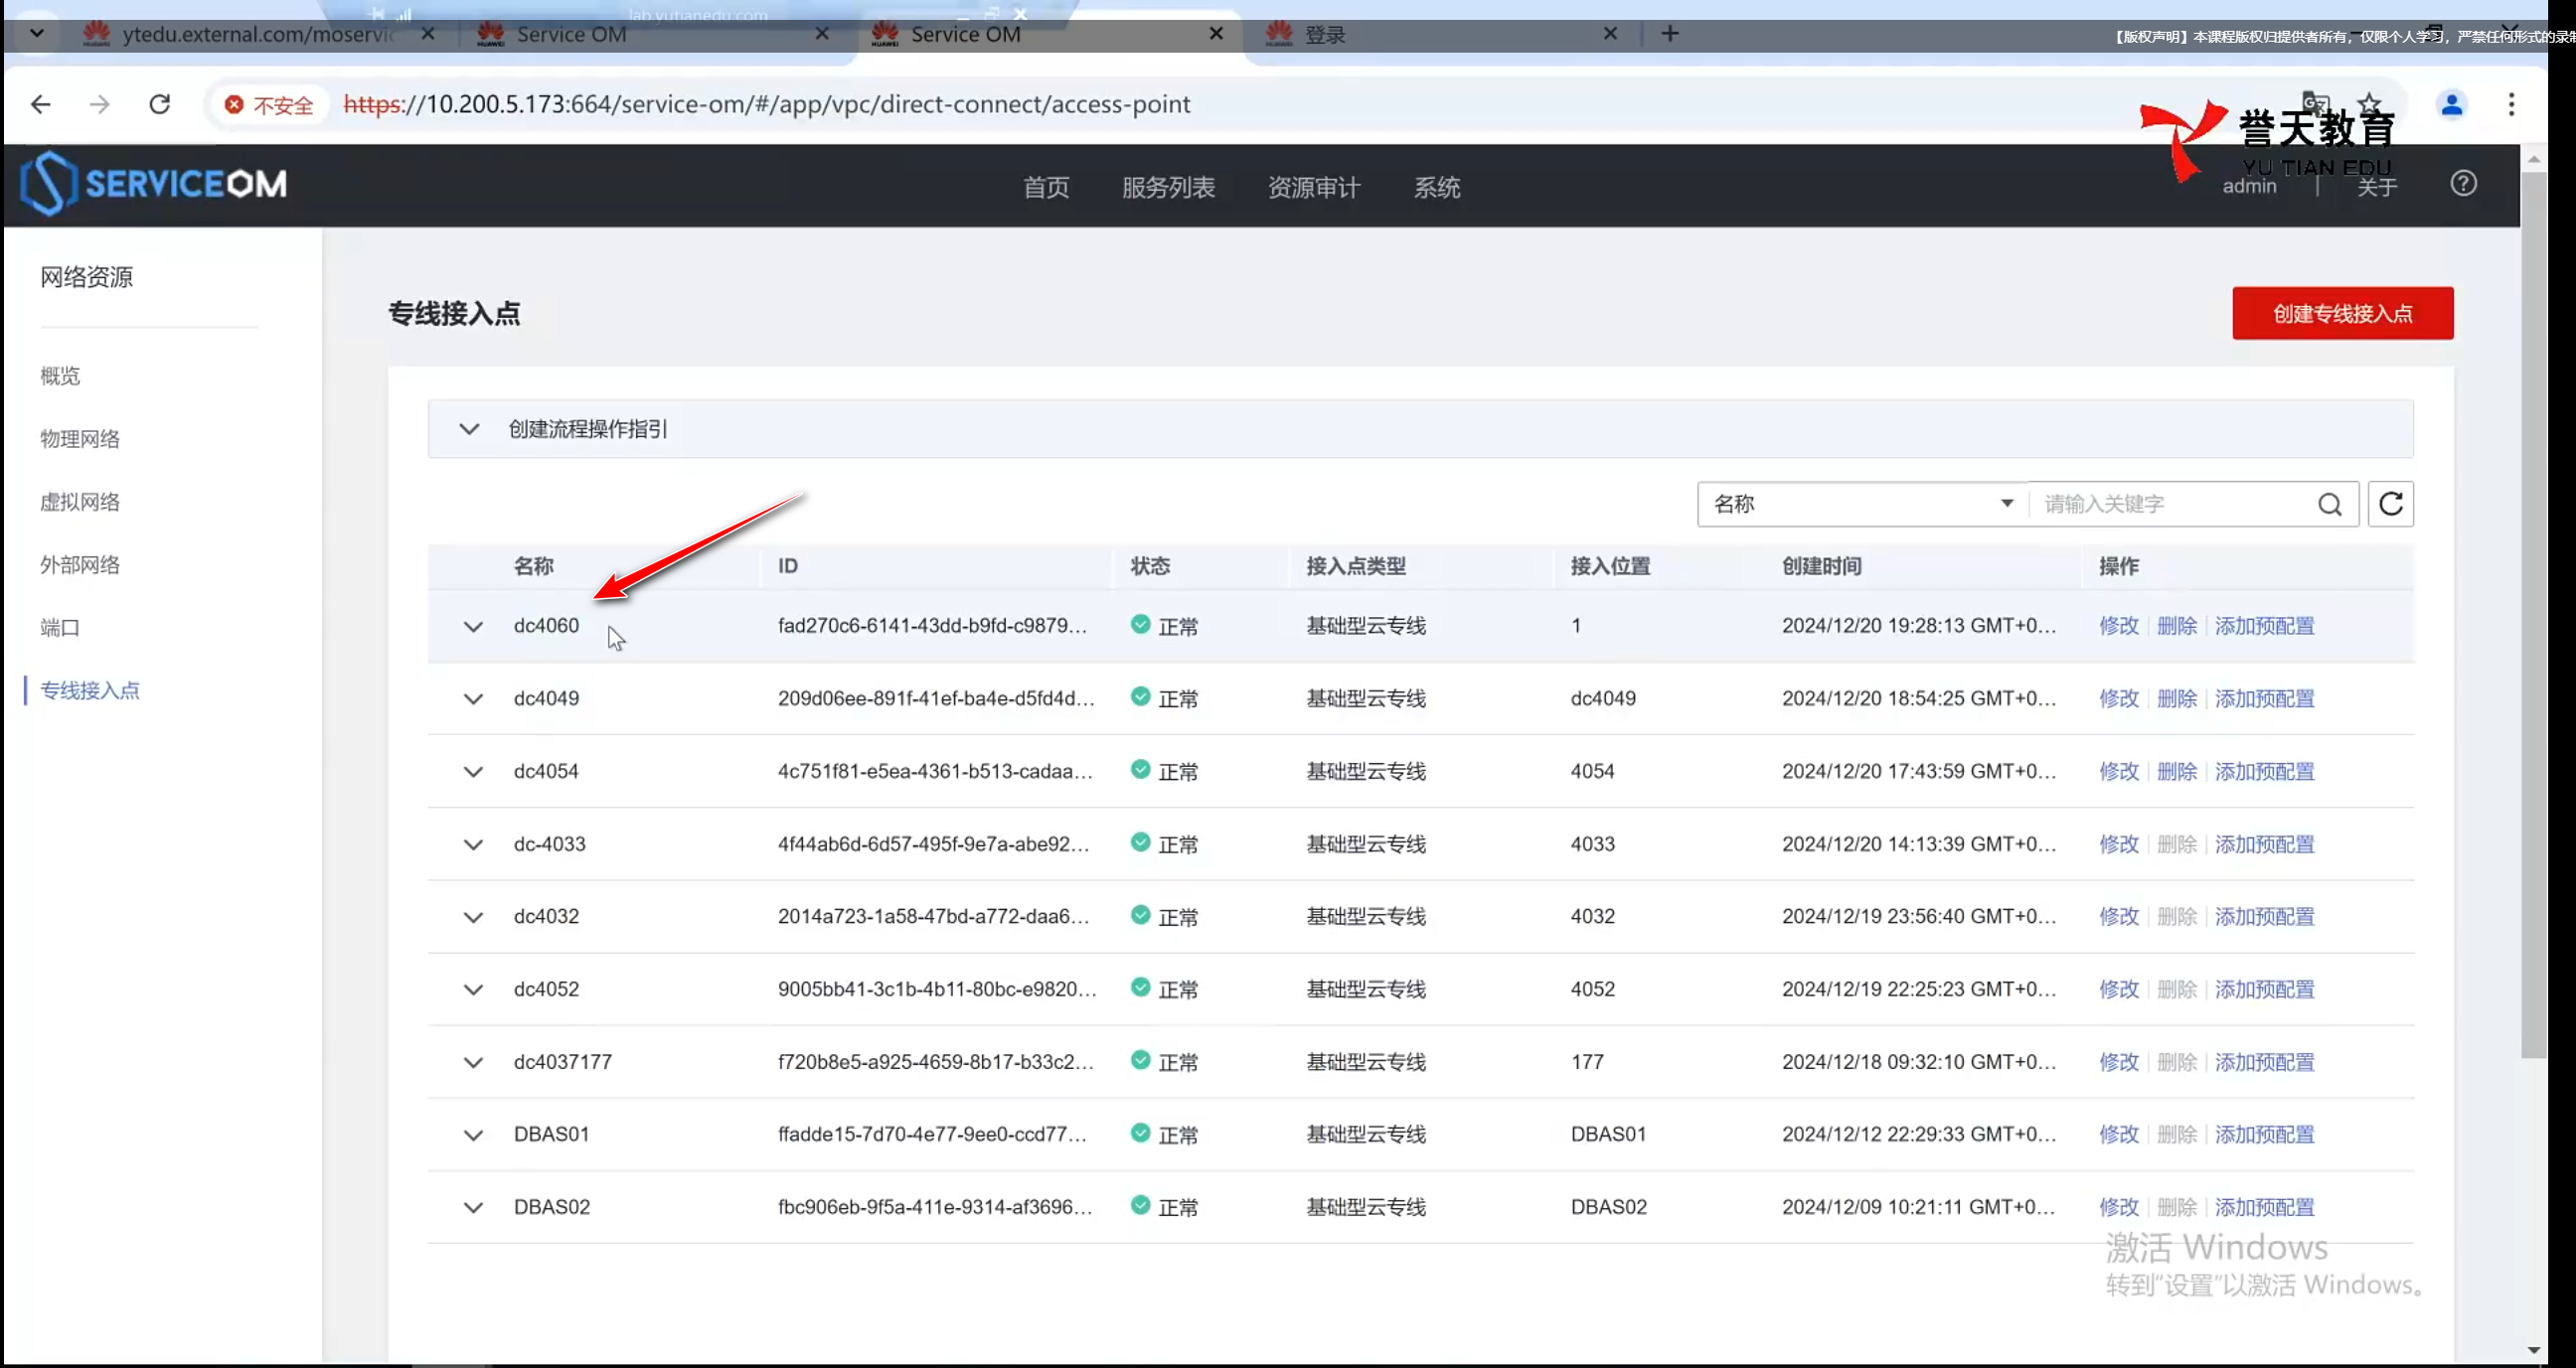 lab.yutianedu.com
ytedu.external.com/moservic
Service OM
Service OM
登录
【版权声明】本课程版权归提供者所有，仅限个人学习，严禁任何形式的录制
不安全 https://10.200.5.173:664/service-om/#/app/vpc/direct-connect/access-point
誉天教育
YU TIAN EDU
SERVICEOM
首页 服务列表 资源审计 系统
admin | 关于
网络资源
概览
物理网络
虚拟网络
外部网络
端口
专线接入点
专线接入点
创建专线接入点
创建流程操作指引
名称 请输入关键字
名称 ID 状态 接入点类型 接入位置 创建时间 操作
dc4060 fad270c6-6141-43dd-b9fd-c9879... 正常 基础型云专线 1 2024/12/20 19:28:13 GMT+0... 修改 删除 添加预配置
dc4049 209d06ee-891f-41ef-ba4e-d5fd4d... 正常 基础型云专线 dc4049 2024/12/20 18:54:25 GMT+0... 修改 删除 添加预配置
dc4054 4c751f81-e5ea-4361-b513-cadaa... 正常 基础型云专线 4054 2024/12/20 17:43:59 GMT+0... 修改 删除 添加预配置
dc-4033 4f44ab6d-6d57-495f-9e7a-abe92... 正常 基础型云专线 4033 2024/12/20 14:13:39 GMT+0... 修改 删除 添加预配置
dc4032 2014a723-1a58-47bd-a772-daa6... 正常 基础型云专线 4032 2024/12/19 23:56:40 GMT+0... 修改 删除 添加预配置
dc4052 9005bb41-3c1b-4b11-80bc-e9820... 正常 基础型云专线 4052 2024/12/19 22:25:23 GMT+0... 修改 删除 添加预配置
dc4037177 f720b8e5-a925-4659-8b17-b33c2... 正常 基础型云专线 177 2024/12/18 09:32:10 GMT+0... 修改 删除 添加预配置
DBAS01 ffadde15-7d70-4e77-9ee0-ccd77... 正常 基础型云专线 DBAS01 2024/12/12 22:29:33 GMT+0... 修改 删除 添加预配置
DBAS02 fbc906eb-9f5a-411e-9314-af3696... 正常 基础型云专线 DBAS02 2024/12/09 10:21:11 GMT+0... 修改 删除 添加预配置
激活 Windows
转到"设置"以激活 Windows。